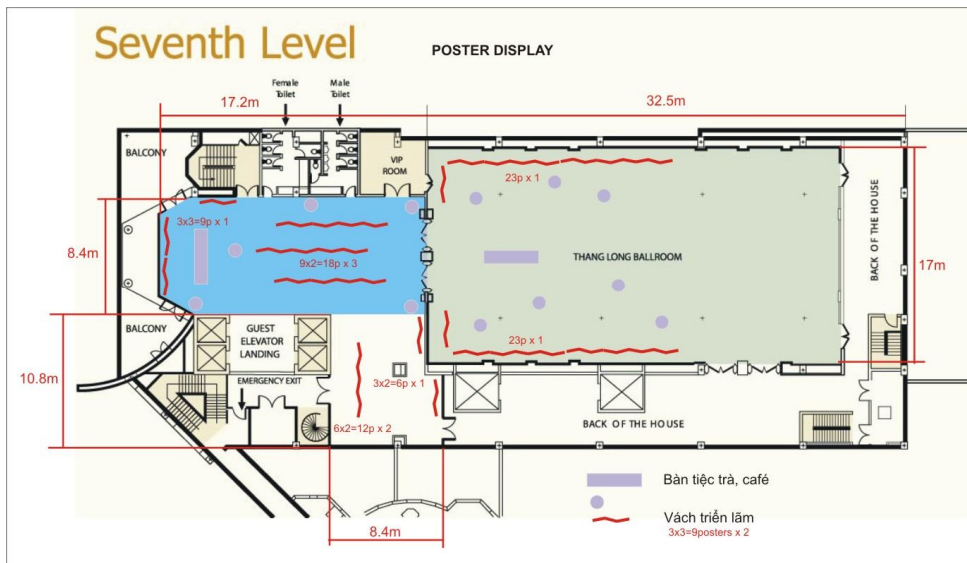 Seventh Level
POSTER DISPLAY
Female
Toilet
Male
Toilet
17.2m
32.5m
BALCONY
VIP
ROOM
23p x 1
3x3=9p x 1
8.4m
9x2=18p x 3
THANG LONG BALLROOM
BACK OF THE HOUSE
17m
BALCONY
GUEST
ELEVATOR
LANDING
23p x 1
10.8m
EMERGENCY EXIT
3x2=6p x 1
6x2=12p x 2
BACK OF THE HOUSE
8.4m
Bàn tiệc trà, café
Vách triển lãm
3x3=9posters x 2